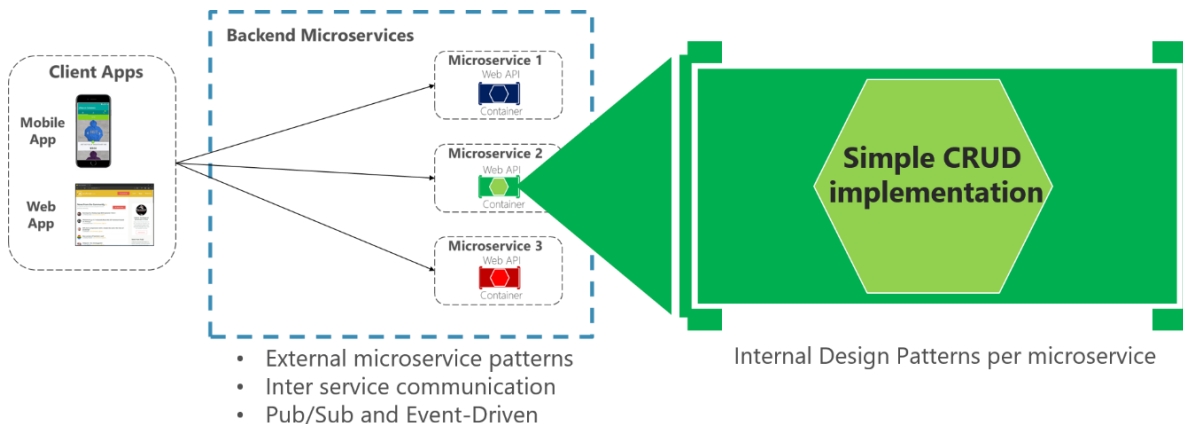 Backend Microservices
Client Apps
Mobile
App
Web
App
Microservice 1
Web API
Container
Microservice 2
Web API
Container
Microservice 3
Web API
Container
Simple CRUD
implementation
• External microservice patterns
• Inter service communication
• Pub/Sub and Event-Driven
Internal Design Patterns per microservice